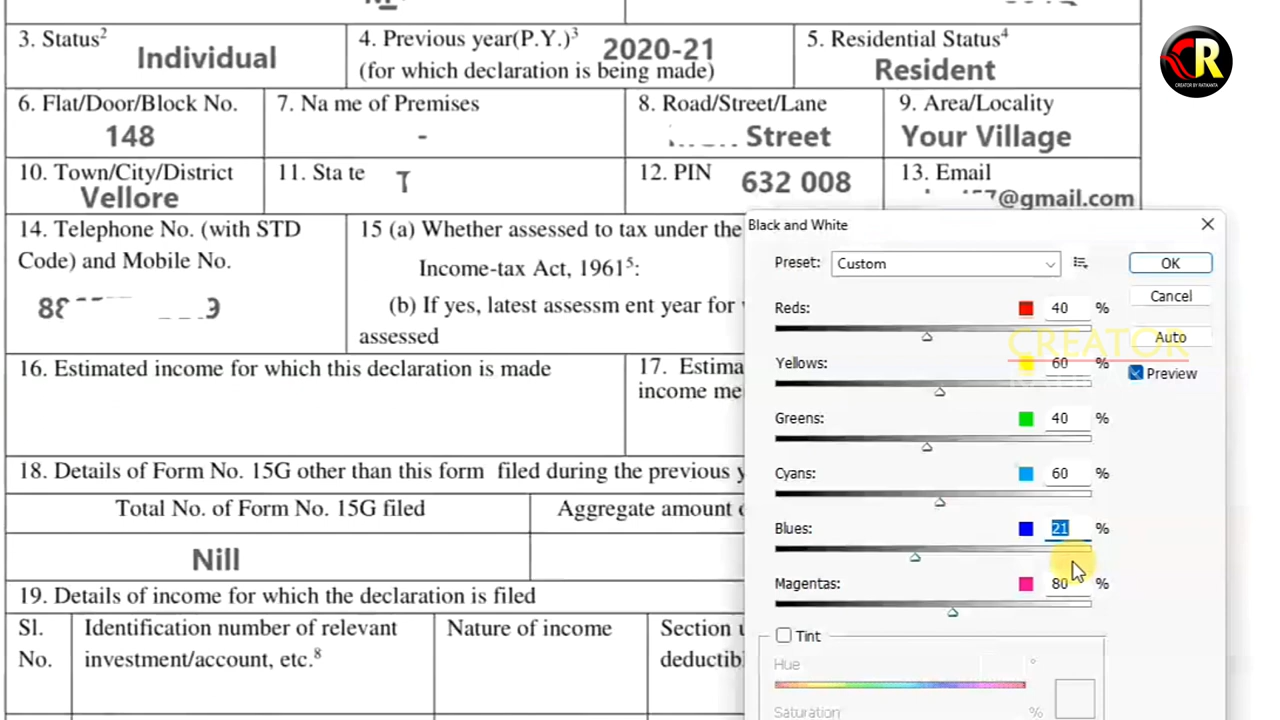 3. Status2
Individual
4. Previous year(P.Y.)3 2020-21
(for which declaration is being made)
5. Residential Status4
Resident
6. Flat/Door/Block No.
148
7. Na me of Premises
-
8. Road/Street/Lane
Street
9. Area/Locality
Your Village
10. Town/City/District
Vellore
11. Sta te T
12. PIN 632 008
13. Email
@gmail.com
14. Telephone No. (with STD
Code) and Mobile No.
15 (a) Whether assessed to tax under the
Income-tax Act, 19615:
(b) If yes, latest assessm ent year for
assessed
16. Estimated income for which this declaration is made
17. Estima
income me
18. Details of Form No. 15G other than this form filed during the previous y
Total No. of Form No. 15G filed
Aggregate amount
Nill
19. Details of income for which the declaration is filed
Sl.
No.
Identification number of relevant
investment/account, etc.8
Nature of income
Section
deductibl
Black and White
Preset: Custom
OK
Cancel
Auto
Preview
Reds: 40 %
Yellows: 60 %
Greens: 40 %
Cyans: 60 %
Blues: 21 %
Magentas: 80 %
Tint
Hue °
Saturation %
CR
CREATOR BY RATIKANTA
CREATOR